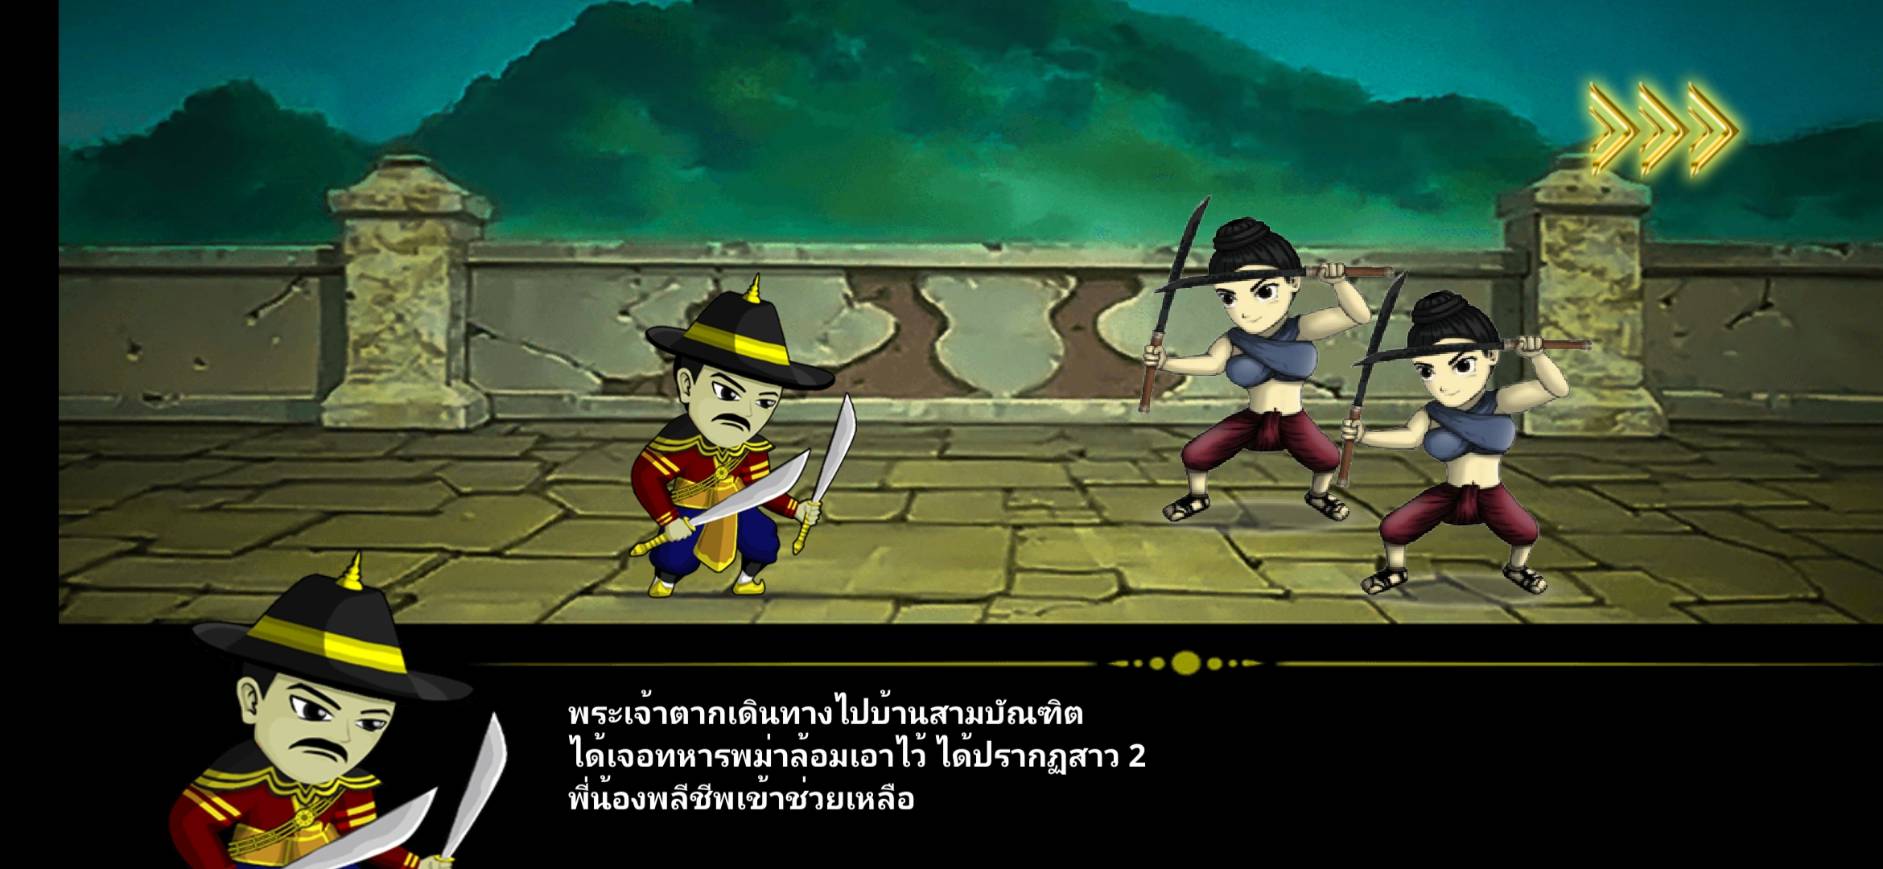 พระเจ้าตากเดินทางไปบ้านสามบัณฑิต
ได้เจอทหารพม่าล้อมเอาไว้ ได้ปรากฏสาว 2
พี่น้องพลีชีพเข้าช่วยเหลือ